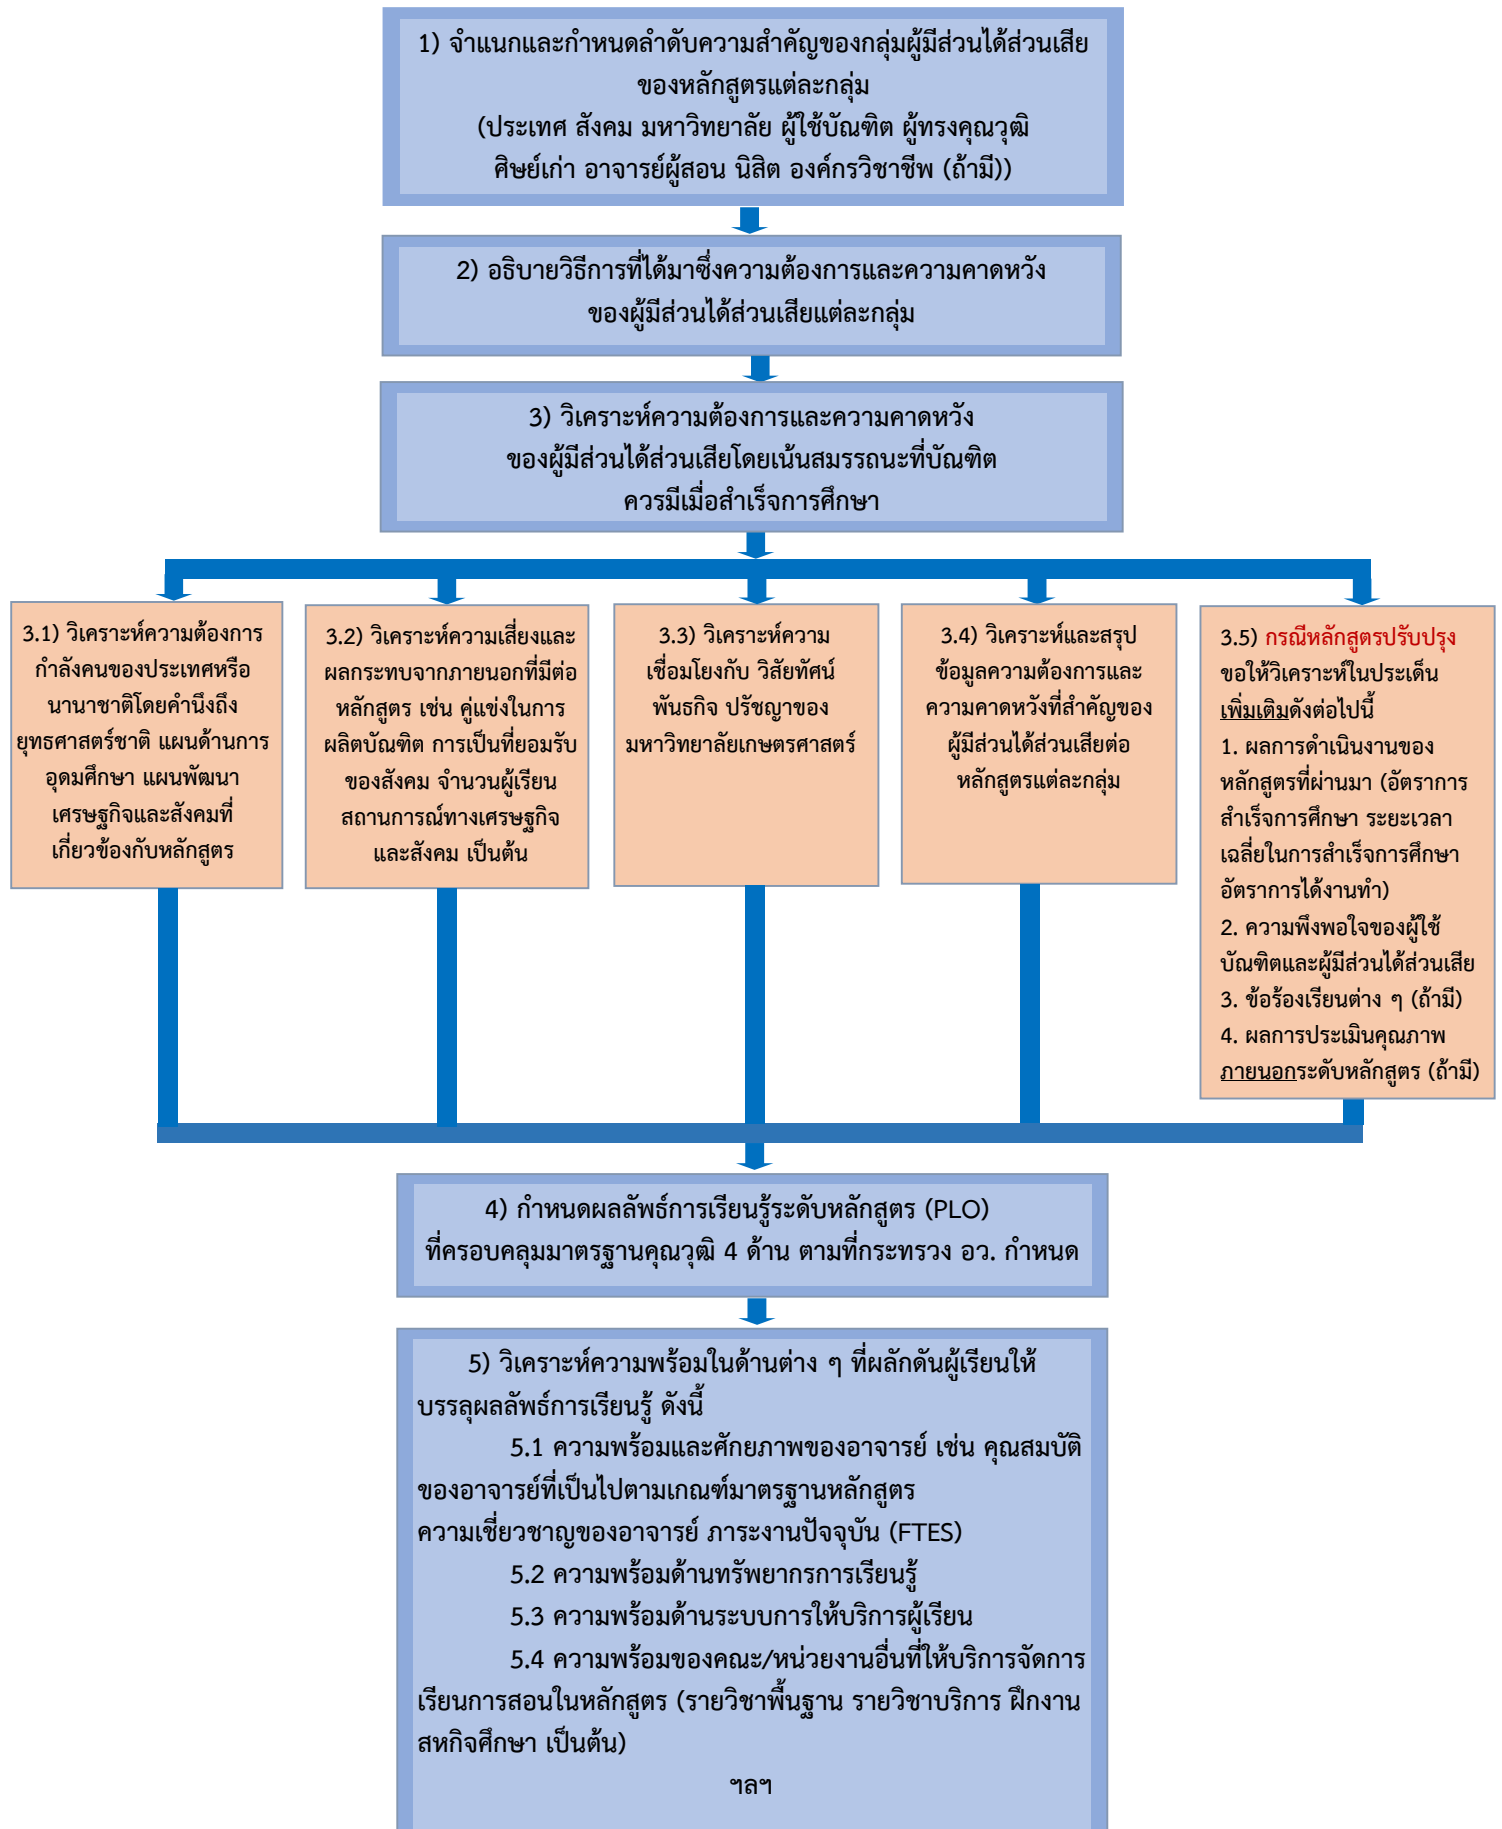 1) จำแนกและกำหนดลำดับความสำคัญของกลุ่มผู้มีส่วนได้ส่วนเสีย
ของหลักสูตรแต่ละกลุ่ม
(ประเทศ สังคม มหาวิทยาลัย ผู้ใช้บัณฑิต ผู้ทรงคุณวุฒิ
ศิษย์เก่า อาจารย์ผู้สอน นิสิต องค์กรวิชาชีพ (ถ้ามี))
2) อธิบายวิธีการที่ได้มาซึ่งความต้องการและความคาดหวัง
ของผู้มีส่วนได้ส่วนเสียแต่ละกลุ่ม
3) วิเคราะห์ความต้องการและความคาดหวัง
ของผู้มีส่วนได้ส่วนเสียโดยเน้นสมรรถนะที่บัณฑิต
ควรมีเมื่อสำเร็จการศึกษา
3.1) วิเคราะห์ความต้องการ
กำลังคนของประเทศหรือ
นานาชาติโดยคำนึงถึง
ยุทธศาสตร์ชาติ แผนด้านการ
อุดมศึกษา แผนพัฒนา
เศรษฐกิจและสังคมที่
เกี่ยวข้องกับหลักสูตร
3.2) วิเคราะห์ความเสี่ยงและ
ผลกระทบจากภายนอกที่มีต่อ
หลักสูตร เช่น คู่แข่งในการ
ผลิตบัณฑิต การเป็นที่ยอมรับ
ของสังคม จำนวนผู้เรียน
สถานการณ์ทางเศรษฐกิจ
และสังคม เป็นต้น
3.3) วิเคราะห์ความ
เชื่อมโยงกับ วิสัยทัศน์
พันธกิจ ปรัชญาของ
มหาวิทยาลัยเกษตรศาสตร์
3.4) วิเคราะห์และสรุป
ข้อมูลความต้องการและ
ความคาดหวังที่สำคัญของ
ผู้มีส่วนได้ส่วนเสียต่อ
หลักสูตรแต่ละกลุ่ม
3.5) กรณีหลักสูตรปรับปรุง
ขอให้วิเคราะห์ในประเด็น
เพิ่มเติมดังต่อไปนี้
1. ผลการดำเนินงานของ
หลักสูตรที่ผ่านมา (อัตราการ
สำเร็จการศึกษา ระยะเวลา
เฉลี่ยในการสำเร็จการศึกษา
อัตราการได้งานทำ)
2. ความพึงพอใจของผู้ใช้
บัณฑิตและผู้มีส่วนได้ส่วนเสีย
3. ข้อร้องเรียนต่าง ๆ (ถ้ามี)
4. ผลการประเมินคุณภาพ
ภายนอกระดับหลักสูตร (ถ้ามี)
4) กำหนดผลลัพธ์การเรียนรู้ระดับหลักสูตร (PLO)
ที่ครอบคลุมมาตรฐานคุณวุฒิ 4 ด้าน ตามที่กระทรวง อว. กำหนด
5) วิเคราะห์ความพร้อมในด้านต่าง ๆ ที่ผลักดันผู้เรียนให้
บรรลุผลลัพธ์การเรียนรู้ ดังนี้
5.1 ความพร้อมและศักยภาพของอาจารย์ เช่น คุณสมบัติ
ของอาจารย์ที่เป็นไปตามเกณฑ์มาตรฐานหลักสูตร
ความเชี่ยวชาญของอาจารย์ ภาระงานปัจจุบัน (FTES)
5.2 ความพร้อมด้านทรัพยากรการเรียนรู้
5.3 ความพร้อมด้านระบบการให้บริการผู้เรียน
5.4 ความพร้อมของคณะ/หน่วยงานอื่นที่ให้บริการจัดการ
เรียนการสอนในหลักสูตร (รายวิชาพื้นฐาน รายวิชาบริการ ฝึกงาน
สหกิจศึกษา เป็นต้น)
ฯลฯ